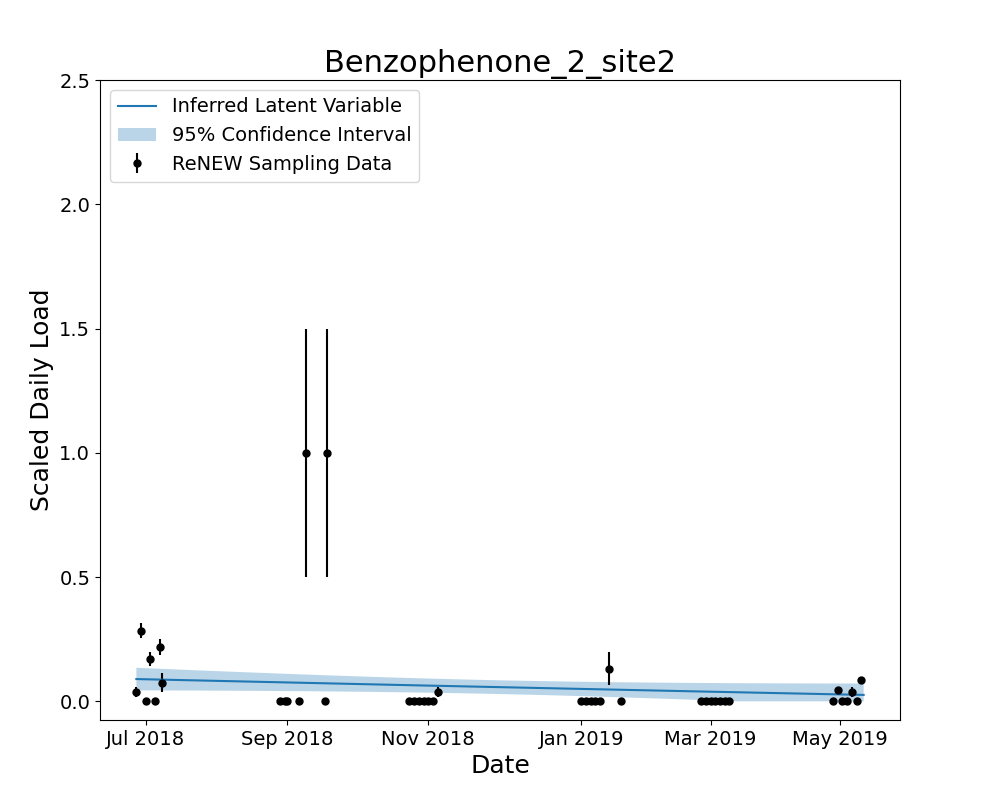 Benzophenone_2_site2
2.5
2.0
1.5
1.0
0.5
0.0
Scaled Daily Load
Inferred Latent Variable
95% Confidence Interval
ReNEW Sampling Data
Jul 2018 Sep 2018 Nov 2018 Jan 2019 Mar 2019 May 2019
Date